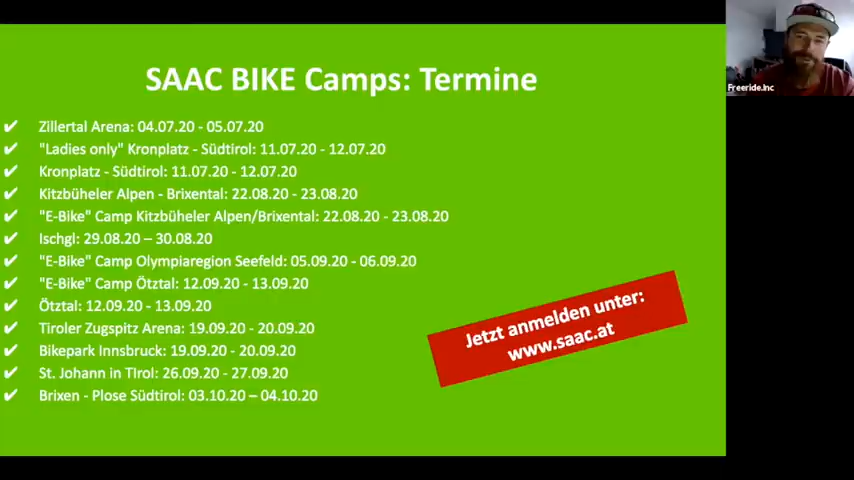 SAAC BIKE Camps: Termine
Zillertal Arena: 04.07.20 - 05.07.20
"Ladies only" Kronplatz - Südtirol: 11.07.20 - 12.07.20
Kronplatz - Südtirol: 11.07.20 - 12.07.20
Kitzbüheler Alpen - Brixental: 22.08.20 - 23.08.20
"E-Bike" Camp Kitzbüheler Alpen/Brixental: 22.08.20 - 23.08.20
Ischgl: 29.08.20 – 30.08.20
"E-Bike" Camp Olympiaregion Seefeld: 05.09.20 - 06.09.20
"E-Bike" Camp Ötztal: 12.09.20 - 13.09.20
Ötztal: 12.09.20 - 13.09.20
Tiroler Zugspitz Arena: 19.09.20 - 20.09.20
Bikepark Innsbruck: 19.09.20 - 20.09.20
St. Johann in TIrol: 26.09.20 - 27.09.20
Brixen - Plose Südtirol: 03.10.20 – 04.10.20
Jetzt anmelden unter:
www.saac.at
Freeride.Inc